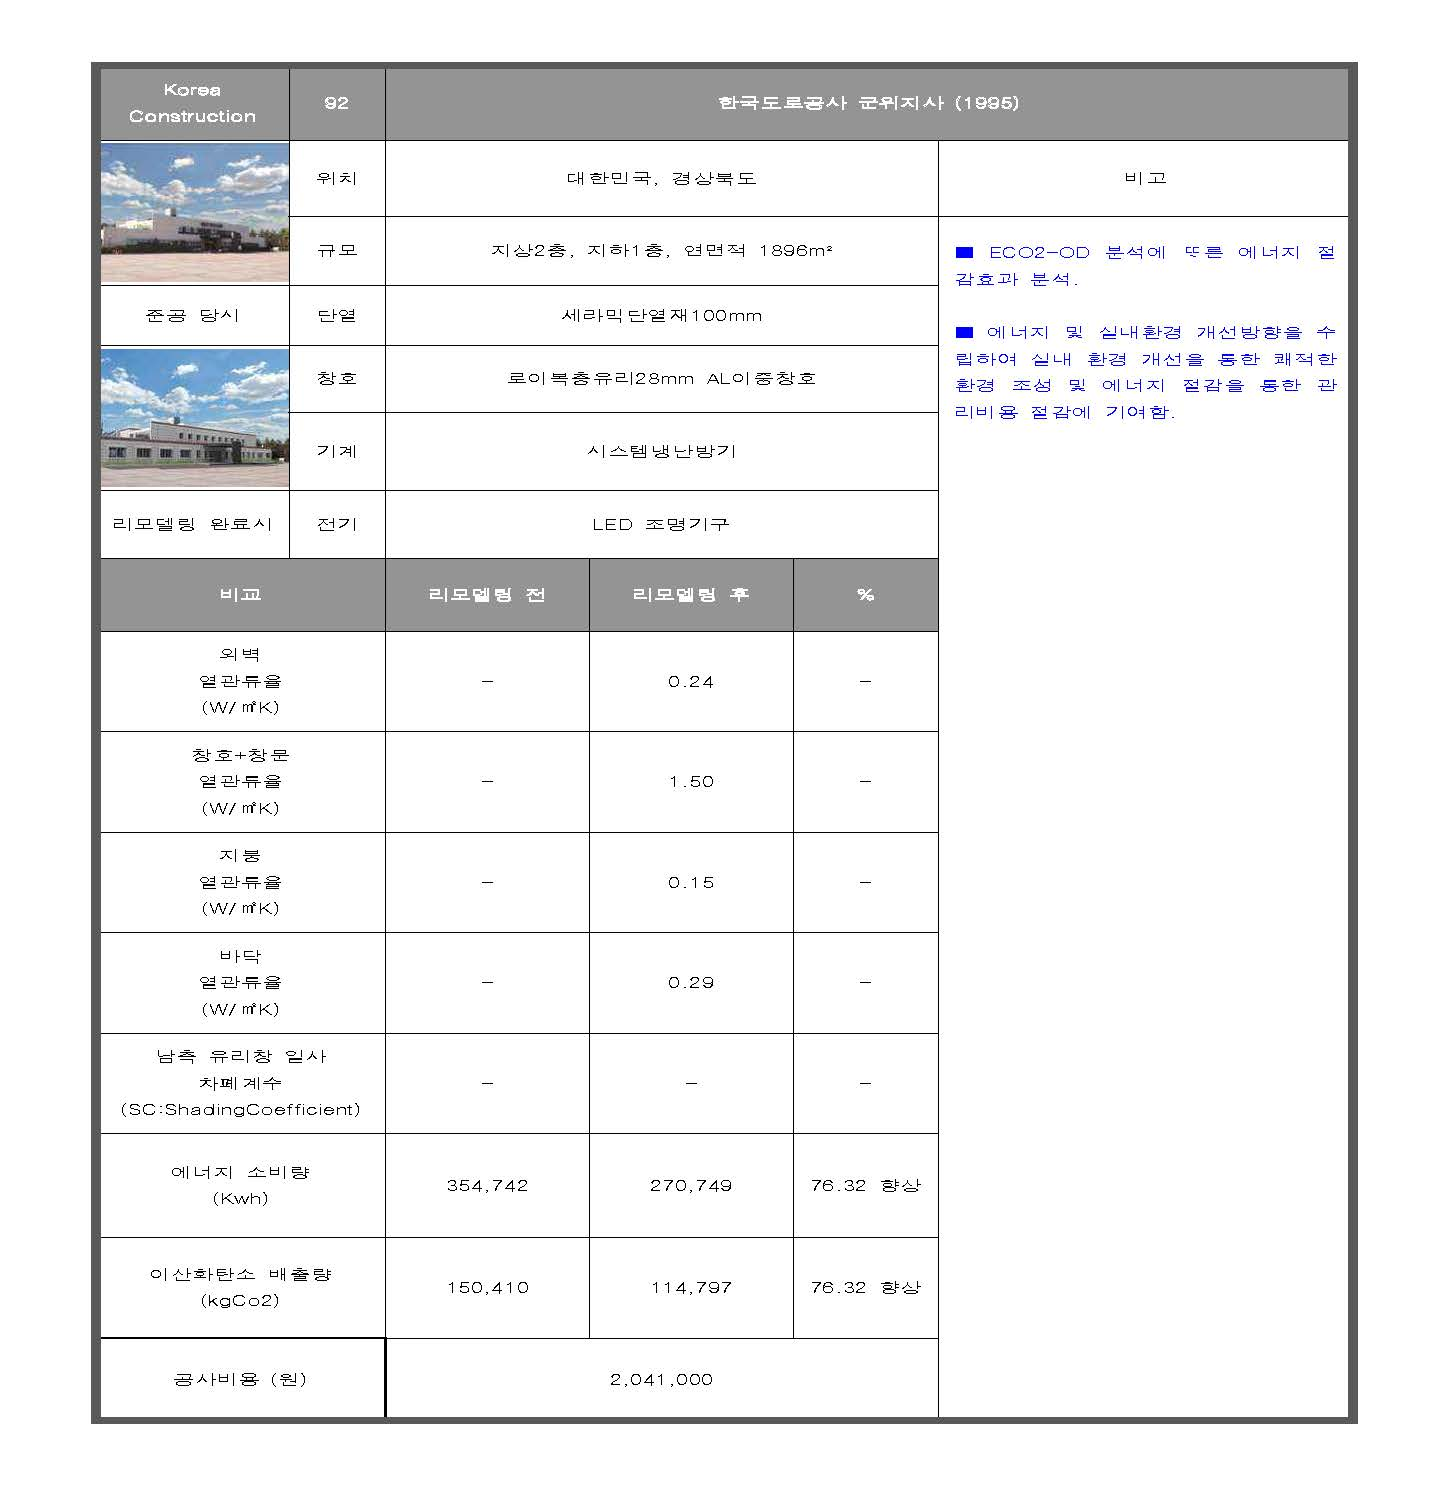 Korea
Construction
92
한국도로공사 군위지사 (1995)
위치
대한민국, 경상북도
비고
규모
지상2층, 지하1층, 연면적 1896m²
■ ECO2-OD 분석에 따른 에너지 절
감효과 분석.
■ 에너지 및 실내환경 개선방향을 수
립하여 실내 환경 개선을 통한 쾌적한
환경 조성 및 에너지 절감을 통한 관
리비용 절감에 기여함.
준공 당시
단열
세라믹단열재100mm
창호
로이복층유리28mm AL이중창호
기계
시스템냉난방기
리모델링 완료시
전기
LED 조명기구
비교
리모델링 전
리모델링 후
%
외벽
열관류율
(W/㎡K)
-
0.24
-
창호+창문
열관류율
(W/㎡K)
-
1.50
-
지붕
열관류율
(W/㎡K)
-
0.15
-
바닥
열관류율
(W/㎡K)
-
0.29
-
남측 유리창 일사
차폐계수
(SC:ShadingCoefficient)
-
-
-
에너지 소비량
(Kwh)
354,742
270,749
76.32 향상
이산화탄소 배출량
(kgCo2)
150,410
114,797
76.32 향상
공사비용 (원)
2,041,000